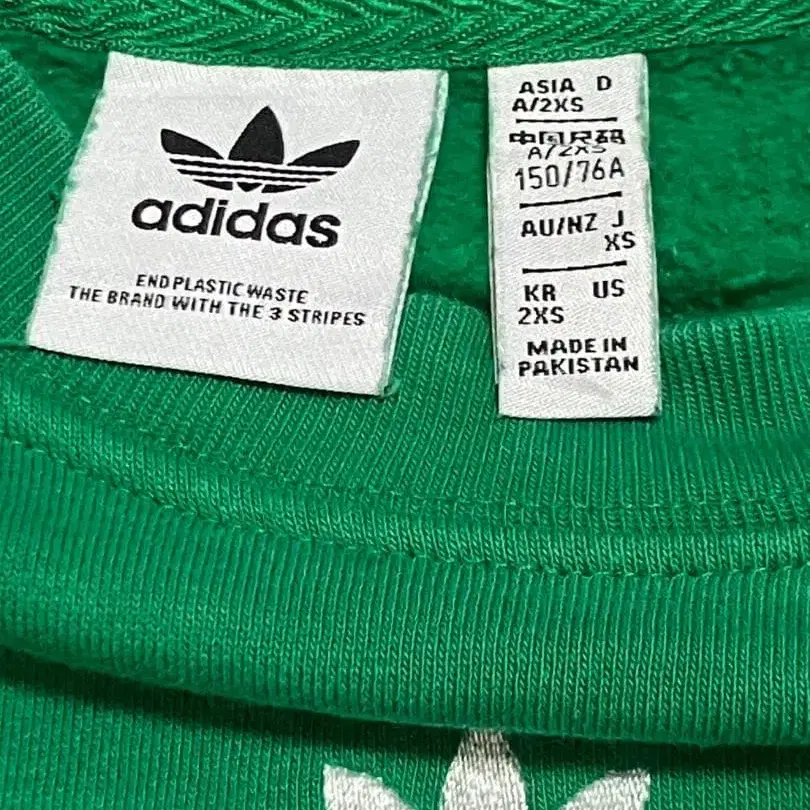 adidas
END PLASTIC WASTE
THE BRAND WITH THE 3 STRIPES
ASIA D
A/2XS
中国尺码
A/2XS
150/76A
AU/NZ J
XS
KR US
2XS
MADE IN
PAKISTAN